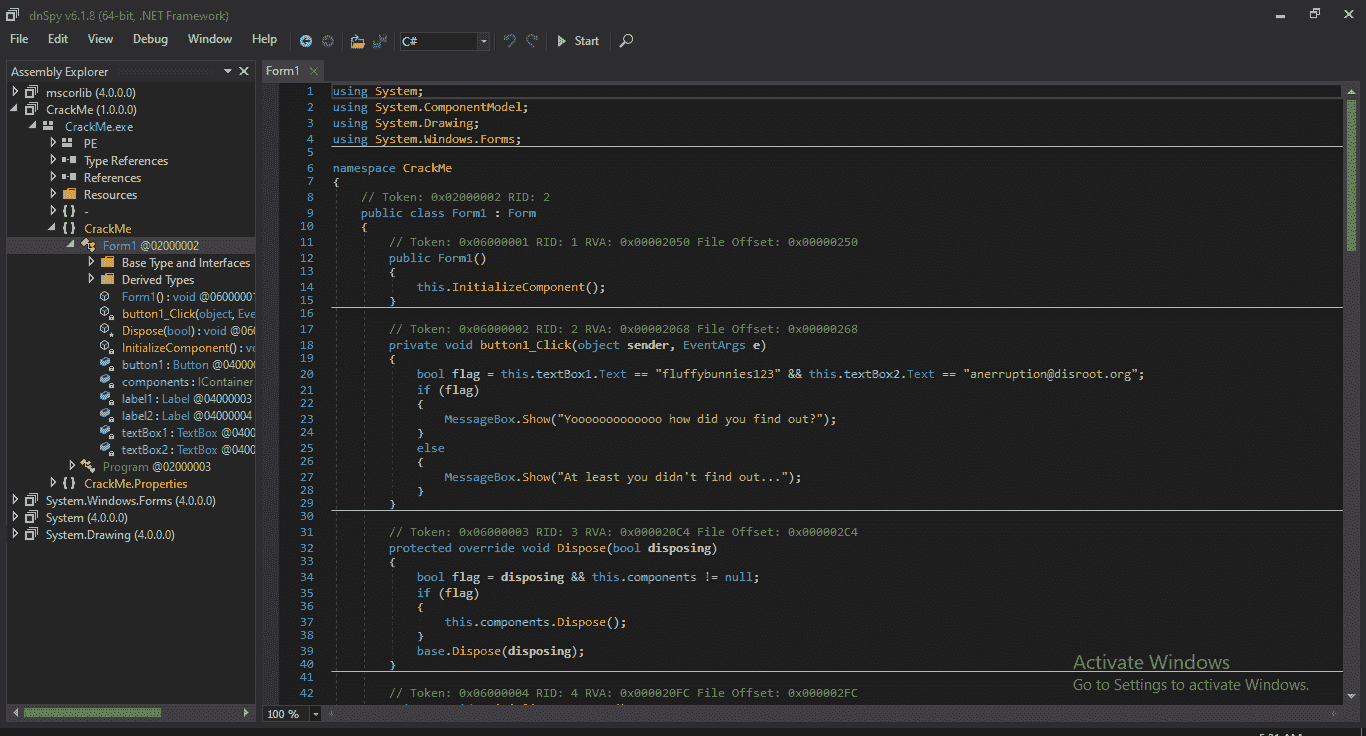 dnSpy v6.1.8 (64-bit, .NET Framework)
File Edit View Debug Window Help C# Start
Assembly Explorer
mscorlib (4.0.0.0)
CrackMe (1.0.0.0)
CrackMe.exe
PE
Type References
References
Resources
{ } -
{ } CrackMe
Form1 @02000002
Base Type and Interfaces
Derived Types
Form1() : void @0600000
button1_Click(object, Eve
Dispose(bool) : void @060
InitializeComponent() : vo
button1 : Button @04000
components : IContainer
label1 : Label @04000003
label2 : Label @04000004
textBox1 : TextBox @0400
textBox2 : TextBox @0400
Program @02000003
{ } CrackMe.Properties
System.Windows.Forms (4.0.0.0)
System (4.0.0.0)
System.Drawing (4.0.0.0)
Form1
1 using System;
2 using System.ComponentModel;
3 using System.Drawing;
4 using System.Windows.Forms;
5
6 namespace CrackMe
7 {
8 // Token: 0x02000002 RID: 2
9 public class Form1 : Form
10 {
11 // Token: 0x06000001 RID: 1 RVA: 0x00002050 File Offset: 0x00000250
12 public Form1()
13 {
14 this.InitializeComponent();
15 }
16
17 // Token: 0x06000002 RID: 2 RVA: 0x00002068 File Offset: 0x00000268
18 private void button1_Click(object sender, EventArgs e)
19 {
20 bool flag = this.textBox1.Text == "fluffybunnies123" && this.textBox2.Text == "anerruption@disroot.org";
21 if (flag)
22 {
23 MessageBox.Show("Yooooooooooooo how did you find out?");
24 }
25 else
26 {
27 MessageBox.Show("At least you didn't find out...");
28 }
29 }
30
31 // Token: 0x06000003 RID: 3 RVA: 0x000020C4 File Offset: 0x000002C4
32 protected override void Dispose(bool disposing)
33 {
34 bool flag = disposing && this.components != null;
35 if (flag)
36 {
37 this.components.Dispose();
38 }
39 base.Dispose(disposing);
40 }
41
42 // Token: 0x06000004 RID: 4 RVA: 0x000020FC File Offset: 0x000002FC
100 %
Activate Windows
Go to Settings to activate Windows.